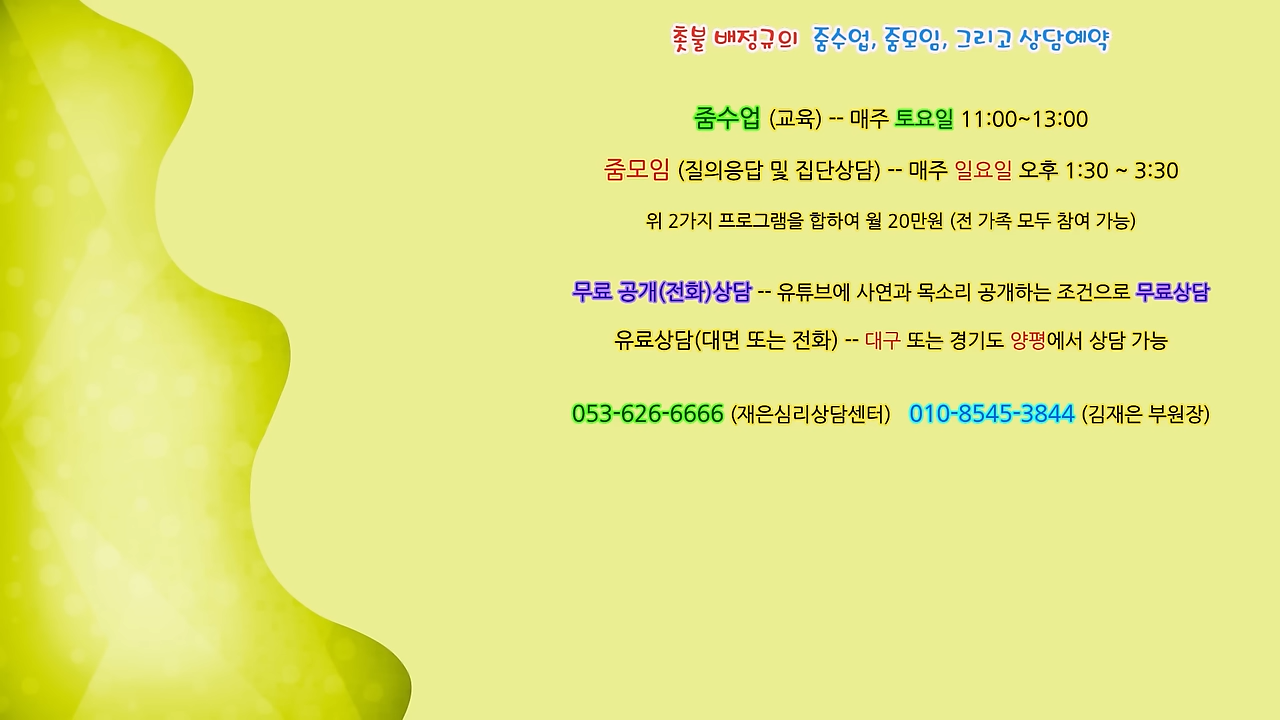 촛불 배정규의 줌수업, 줌모임, 그리고 상담예약
줌수업 (교육) -- 매주 토요일 11:00~13:00
줌모임 (질의응답 및 집단상담) -- 매주 일요일 오후 1:30 ~ 3:30
위 2가지 프로그램을 합하여 월 20만원 (전 가족 모두 참여 가능)
무료 공개(전화)상담 -- 유튜브에 사연과 목소리 공개하는 조건으로 무료상담
유료상담(대면 또는 전화) -- 대구 또는 경기도 양평에서 상담 가능
053-626-6666 (재은심리상담센터) 010-8545-3844 (김재은 부원장)